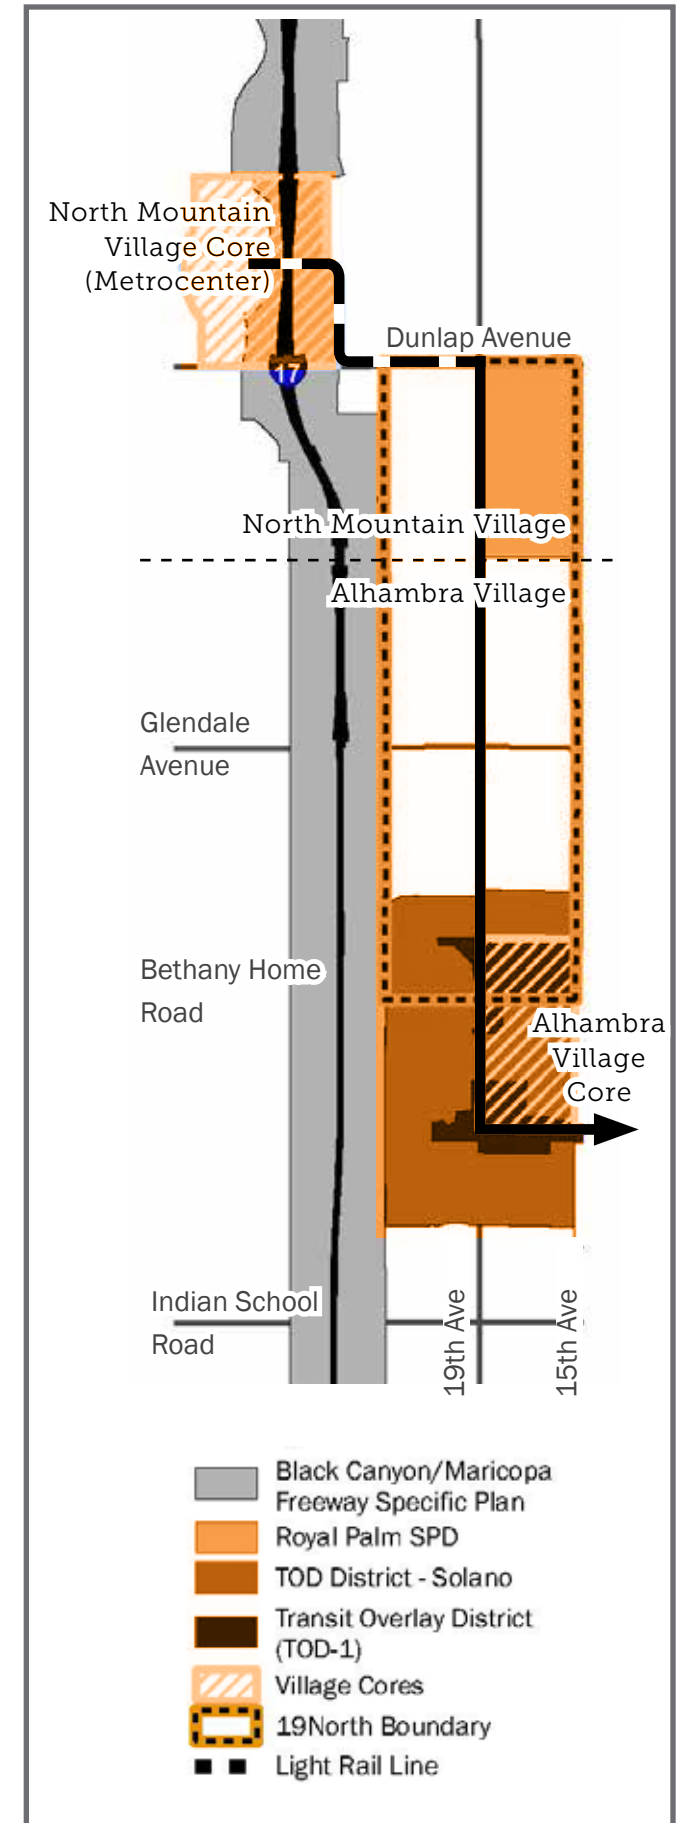 North Mountain
Village Core
(Metrocenter)
Dunlap Avenue
17
North Mountain Village
Alhambra Village
Glendale
Avenue
Bethany Home
Road
Alhambra
Village
Core
Indian School
Road
19th Ave
15th Ave
Black Canyon/Maricopa
Freeway Specific Plan
Royal Palm SPD
TOD District - Solano
Transit Overlay District
(TOD-1)
Village Cores
19North Boundary
Light Rail Line